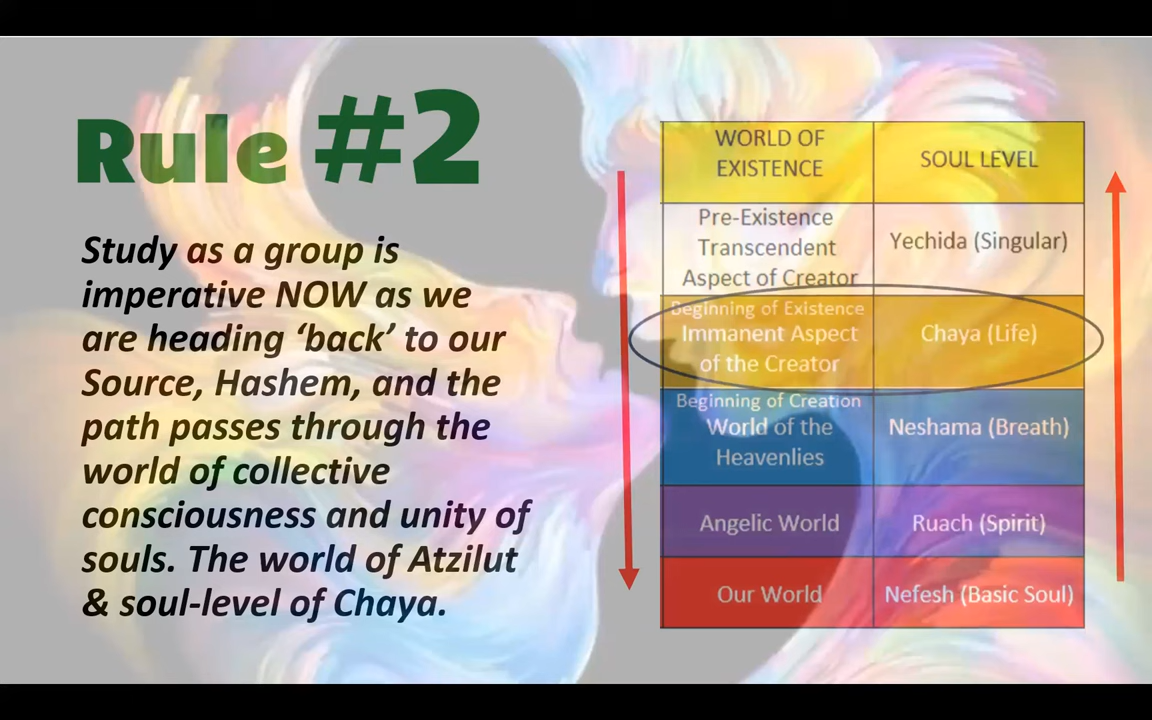 Rule #2
Study as a group is
imperative NOW as we
are heading ‘back’ to our
Source, Hashem, and the
path passes through the
world of collective
consciousness and unity of
souls. The world of Atzilut
& soul-level of Chaya.
WORLD OF
EXISTENCE
SOUL LEVEL
Pre-Existence
Transcendent
Aspect of Creator
Yechida (Singular)
Beginning of Existence
Immanent Aspect
of the Creator
Chaya (Life)
Beginning of Creation
World of the
Heavenlies
Neshama (Breath)
Angelic World
Ruach (Spirit)
Our World
Nefesh (Basic Soul)